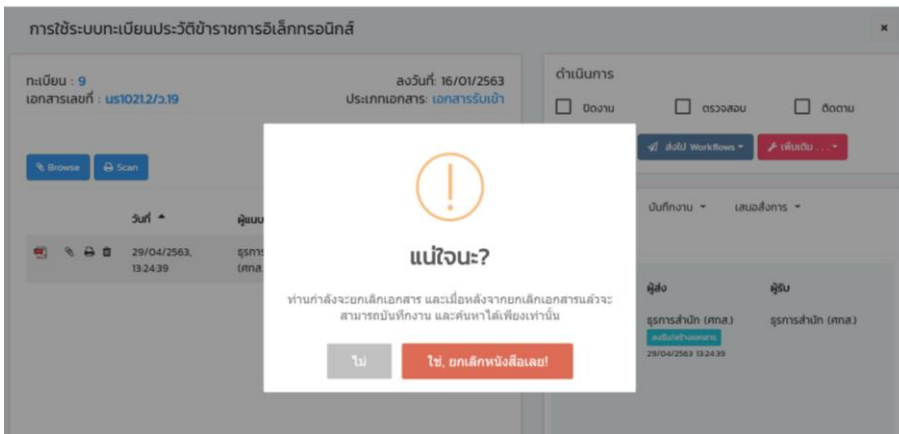 การใช้ระบบทะเบียนประวัติข้าราชการอิเล็กทรอนิกส์
×
ทะเบียน : 9
ลงวันที่: 16/01/2563
เอกสารเลขที่ : นร1021.2/ว.19
ประเภทเอกสาร: เอกสารรับเข้า
ดำเนินการ
ปิดงาน
ตรวจสอบ
ติดตาม
ส่งไป Workflows
เพิ่มเติม . . .
Browse
Scan
บันทึกงาน
เสนอสั่งการ
วันที่
ผู้แนบ
29/04/2563,
13:24:39
ธุรการ
(ศทส.
แน่ใจนะ?
ท่านกำลังจะยกเลิกเอกสาร และเมื่อหลังจากยกเลิกเอกสารแล้วจะ
สามารถบันทึกงาน และค้นหาได้เพียงเท่านั้น
ไม่
ใช่, ยกเลิกหนังสือเลย!
ผู้ส่ง
ผู้รับ
ธุรการสำนัก (ศทส.)
ธุรการสำนัก (ศทส.)
ลงรับ/สร้างเอกสาร
29/04/2563 13:24:39